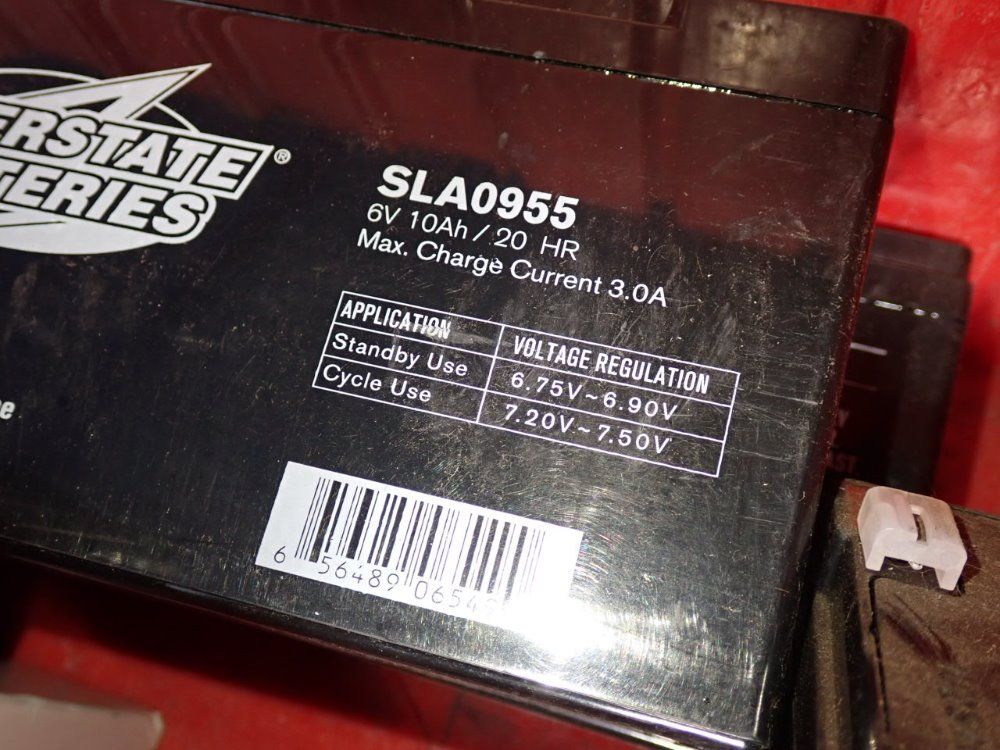 ERSTATE ®
TERIES
SLA0955
6V 10Ah / 20 HR
Max. Charge Current 3.0A
APPLICATION VOLTAGE REGULATION
Standby Use 6.75V~6.90V
Cycle Use 7.20V~7.50V
6 56489 0654